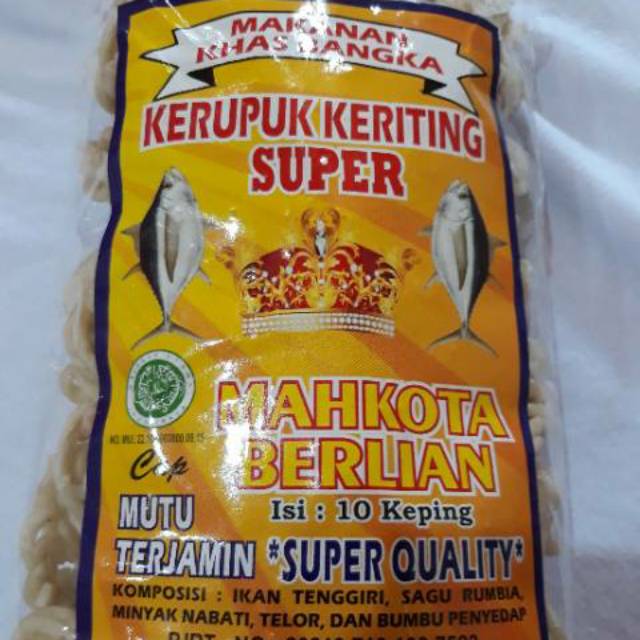 MAKANAN
KHAS BANGKA
KERUPUK KERITING
SUPER
MAHKOTA
Cap
BERLIAN
Isi : 10 Keping
MUTU
TERJAMIN *SUPER QUALITY*
KOMPOSISI : IKAN TENGGIRI, SAGU RUMBIA,
MINYAK NABATI, TELOR, DAN BUMBU PENYEDAP